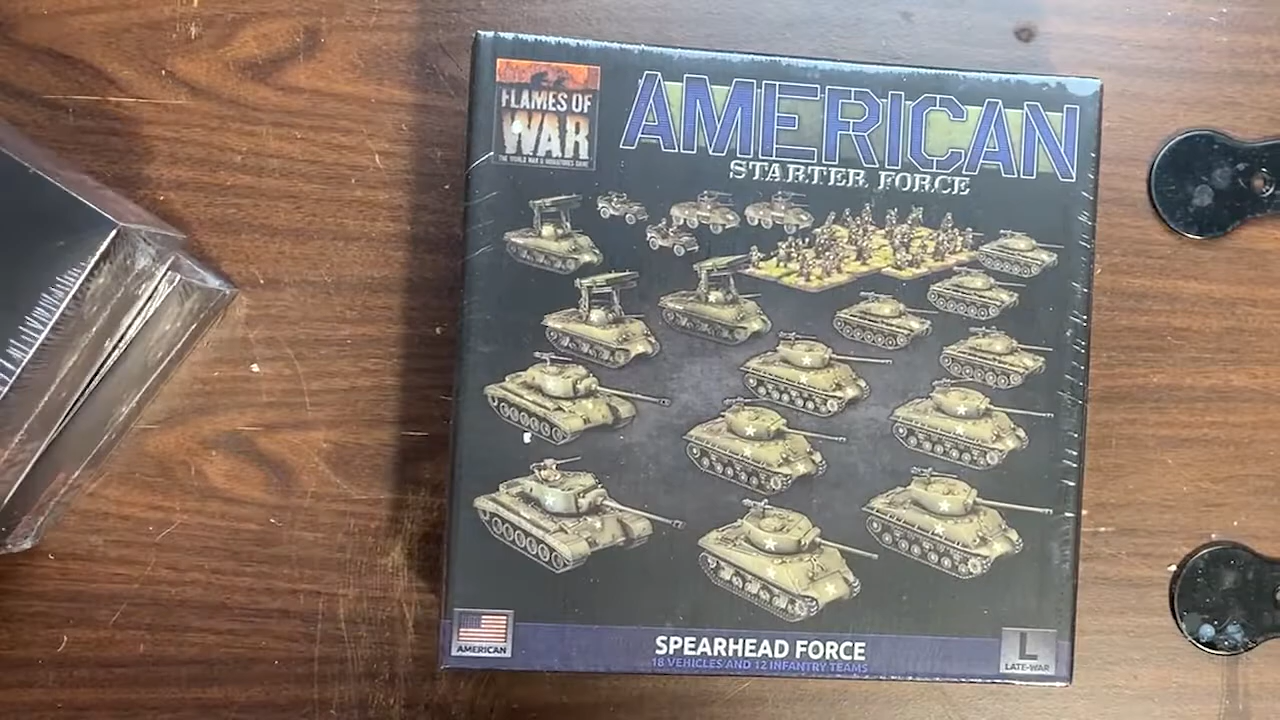 FLAMES OF
WAR
THE WORLD WAR II MINIATURES GAME
AMERICAN
STARTER FORCE
AMERICAN
SPEARHEAD FORCE
18 VEHICLES AND 12 INFANTRY TEAMS
L
LATE-WAR